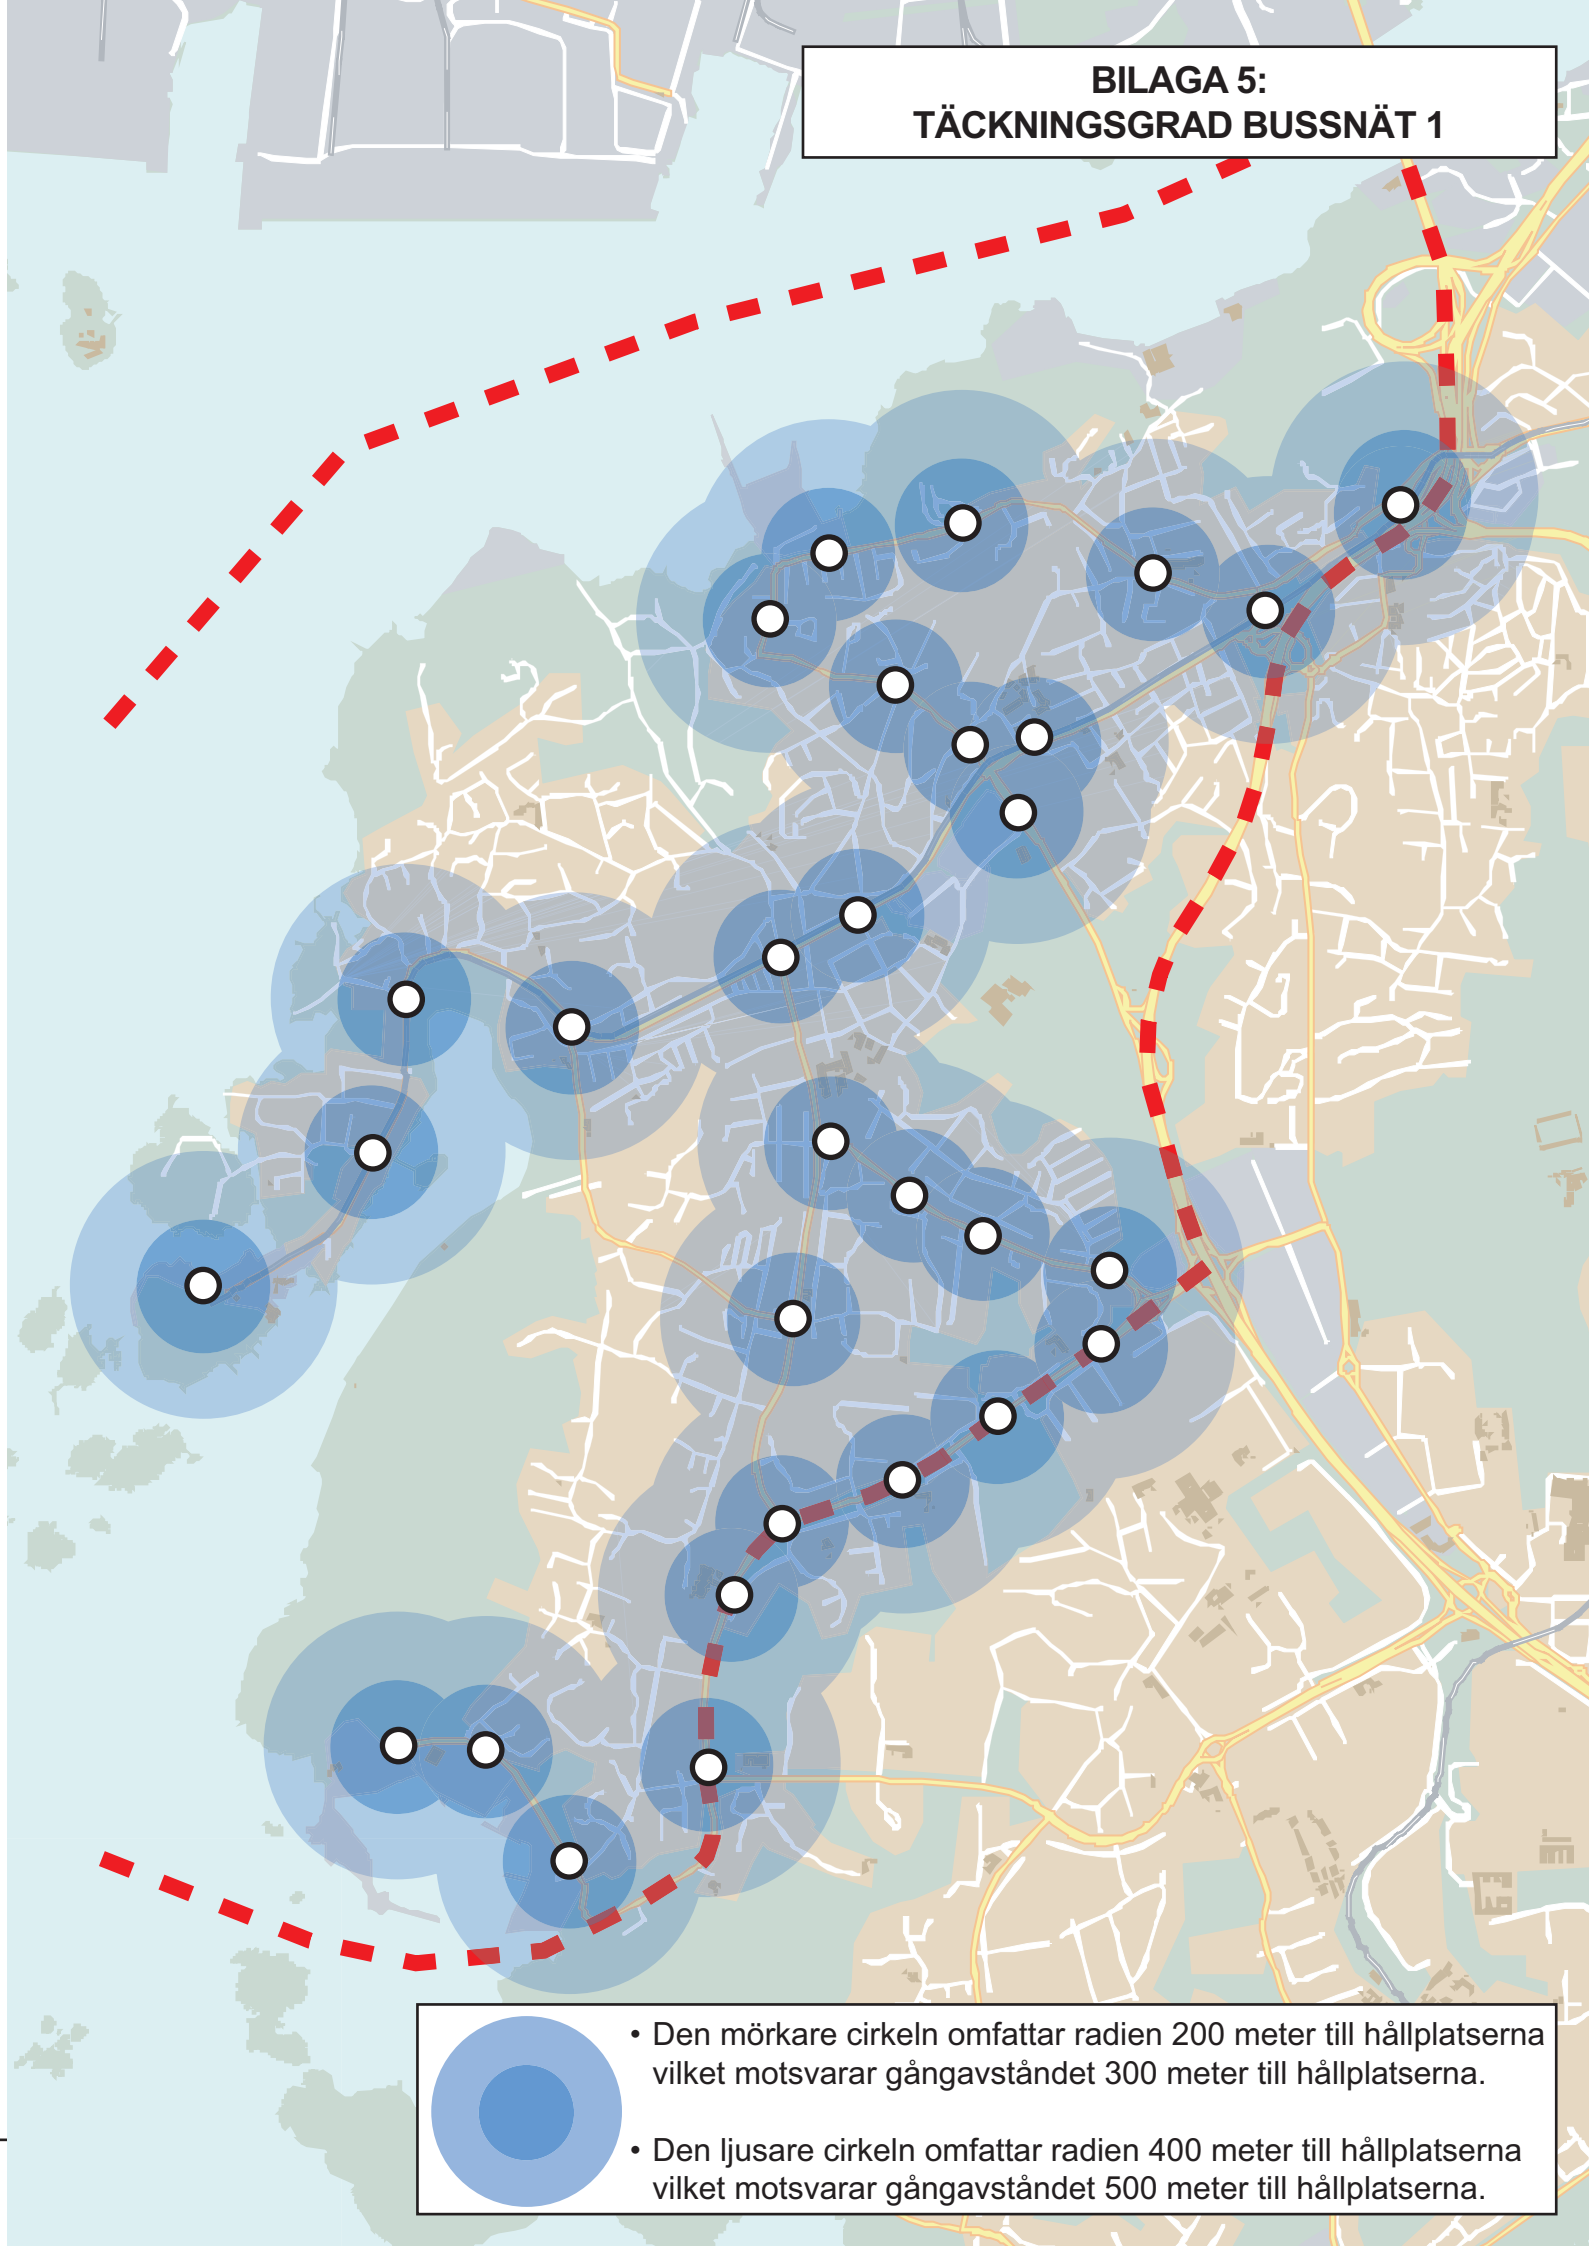 BILAGA 5:
TÄCKNINGSGRAD BUSSNÄT 1
• Den mörkare cirkeln omfattar radien 200 meter till hållplatserna
vilket motsvarar gångavståndet 300 meter till hållplatserna.
• Den ljusare cirkeln omfattar radien 400 meter till hållplatserna
vilket motsvarar gångavståndet 500 meter till hållplatserna.